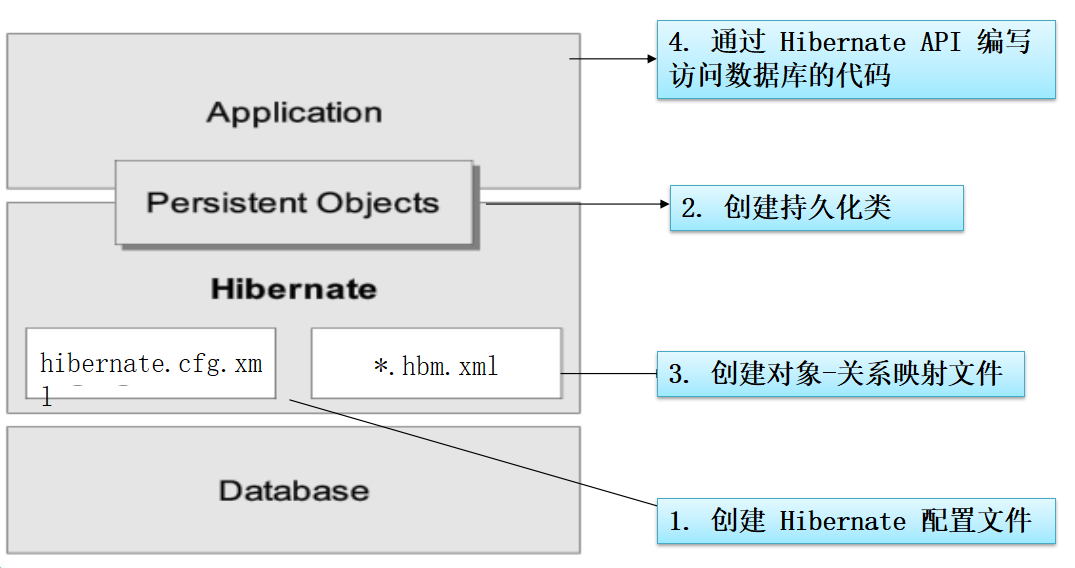 4. 通过 Hibernate API 编写
访问数据库的代码
Application
Persistent Objects
2. 创建持久化类
Hibernate
hibernate.cfg.xm
l
*.hbm.xml
3. 创建对象-关系映射文件
Database
1. 创建 Hibernate 配置文件